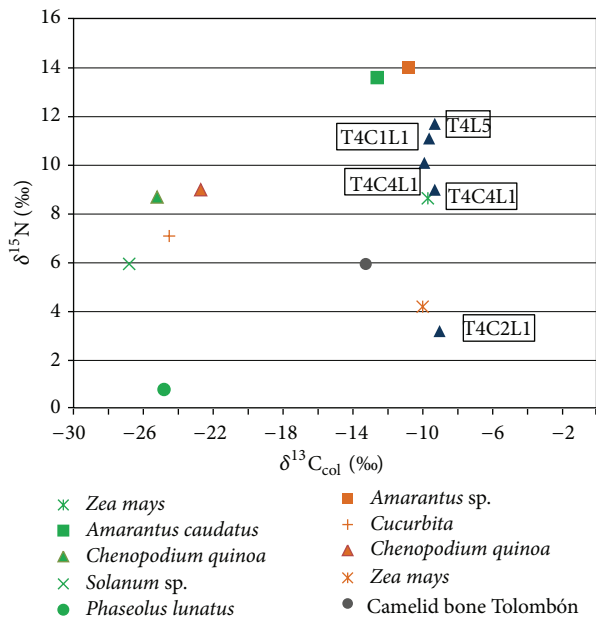 16
14
12
10
8
6
4
2
0
δ15N (‰)
T4C1L1
T4L5
T4C4L1
T4C4L1
T4C2L1
−30 −26 −22 −18 −14 −10 −6 −2
δ13Ccol (‰)
Zea mays
Amarantus caudatus
Chenopodium quinoa
Solanum sp.
Phaseolus lunatus
Amarantus sp.
Cucurbita
Chenopodium quinoa
Zea mays
Camelid bone Tolombón